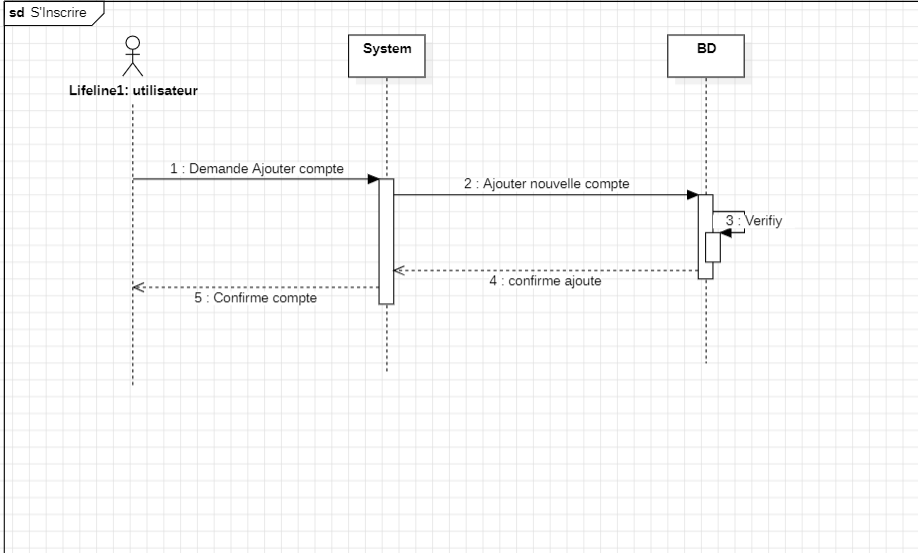 sd S'Inscrire
System
BD
Lifeline1: utilisateur
1 : Demande Ajouter compte
2 : Ajouter nouvelle compte
3 : Verifiy
4 : confirme ajoute
5 : Confirme compte